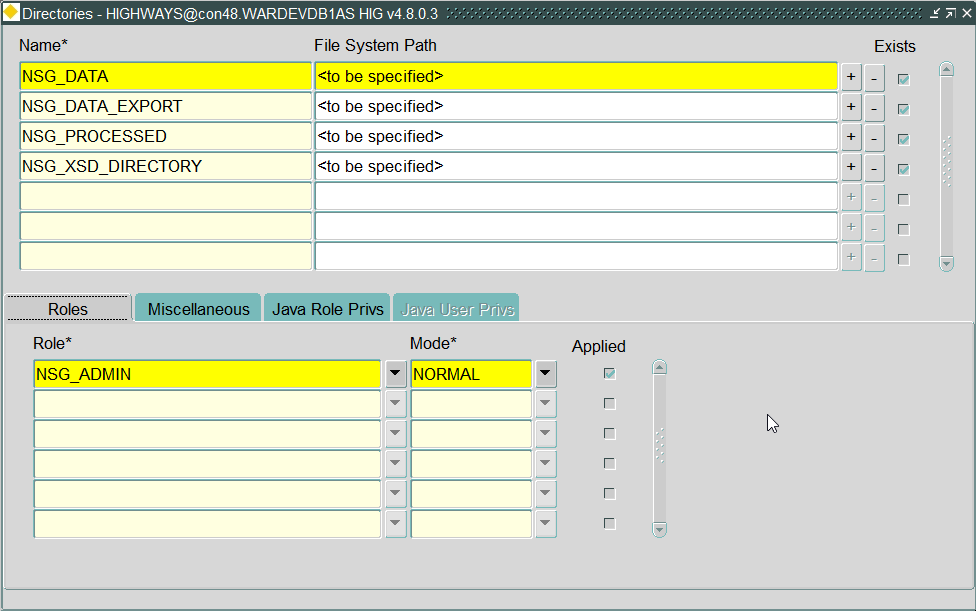 Directories - HIGHWAYS@con48.WARDEVDB1AS HIG v4.8.0.3
Name* File System Path Exists
NSG_DATA <to be specified> + -
NSG_DATA_EXPORT <to be specified> + -
NSG_PROCESSED <to be specified> + -
NSG_XSD_DIRECTORY <to be specified> + -
+ -
+ -
+ -
Roles Miscellaneous Java Role Privs Java User Privs
Role* Mode* Applied
NSG_ADMIN NORMAL